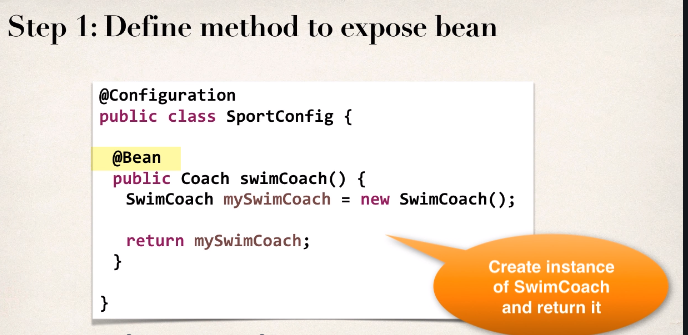 Step 1: Define method to expose bean
@Configuration
public class SportConfig {
@Bean
public Coach swimCoach() {
SwimCoach mySwimCoach = new SwimCoach();
return mySwimCoach;
}
}
Create instance
of SwimCoach
and return it